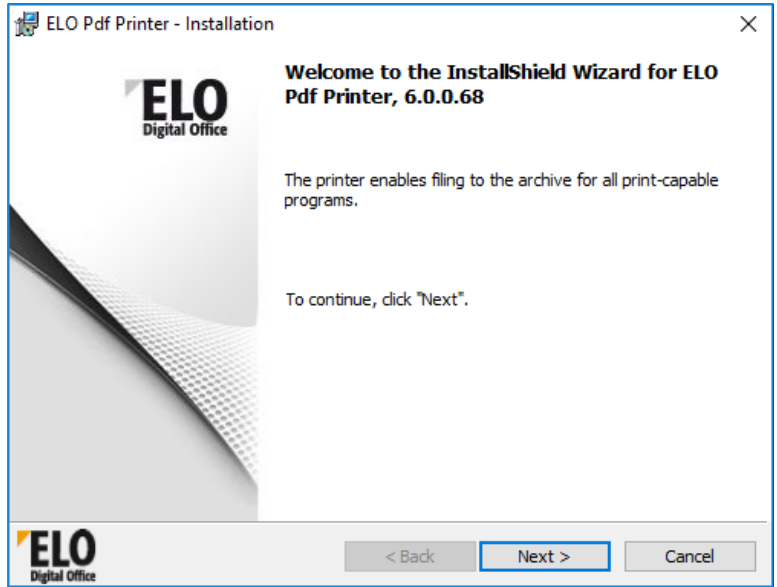 ELO Pdf Printer - Installation
ELO
Digital Office
Welcome to the InstallShield Wizard for ELO
Pdf Printer, 6.0.0.68
The printer enables filing to the archive for all print-capable
programs.
To continue, click "Next".
ELO
Digital Office
< Back
Next >
Cancel